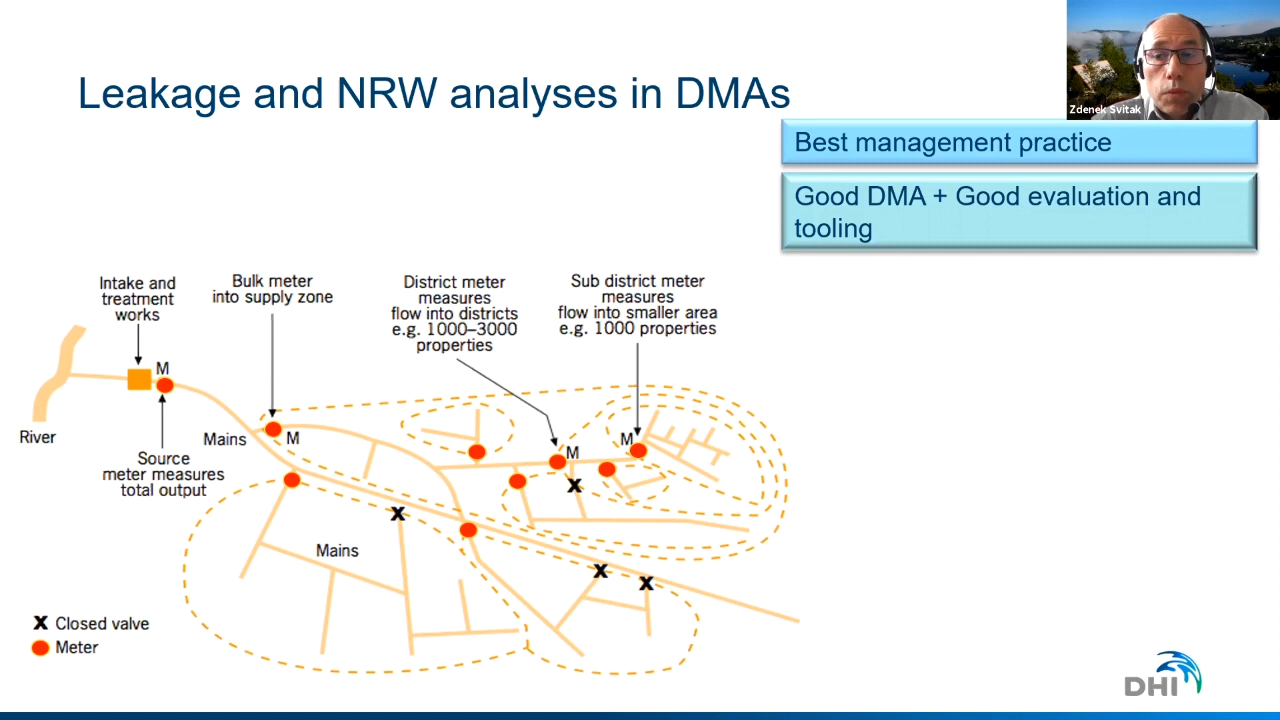 Leakage and NRW analyses in DMAs
Zdenek Svitak
Best management practice
Good DMA + Good evaluation and
tooling
Intake and
treatment
works
Bulk meter
into supply zone
District meter
measures
flow into districts
e.g. 1000–3000
properties
Sub district meter
measures
flow into smaller area
e.g. 1000 properties
M
River
Mains
M
M
M
Source
meter measures
total output
X
X
Mains
X
X
X Closed valve
Meter
DHI